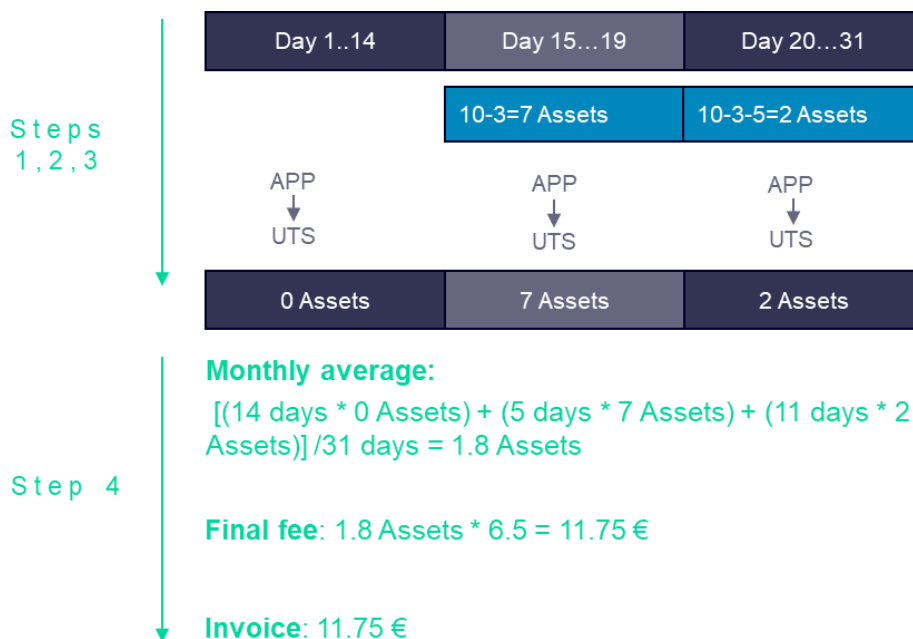 Day 1..14
Day 15...19
Day 20...31
10-3=7 Assets
10-3-5=2 Assets
Steps
1,2,3
APP
UTS
APP
UTS
APP
UTS
0 Assets
7 Assets
2 Assets
Monthly average:
[(14 days * 0 Assets) + (5 days * 7 Assets) + (11 days * 2
Assets)] /31 days = 1.8 Assets
Step 4
Final fee: 1.8 Assets * 6.5 = 11.75 €
Invoice: 11.75 €